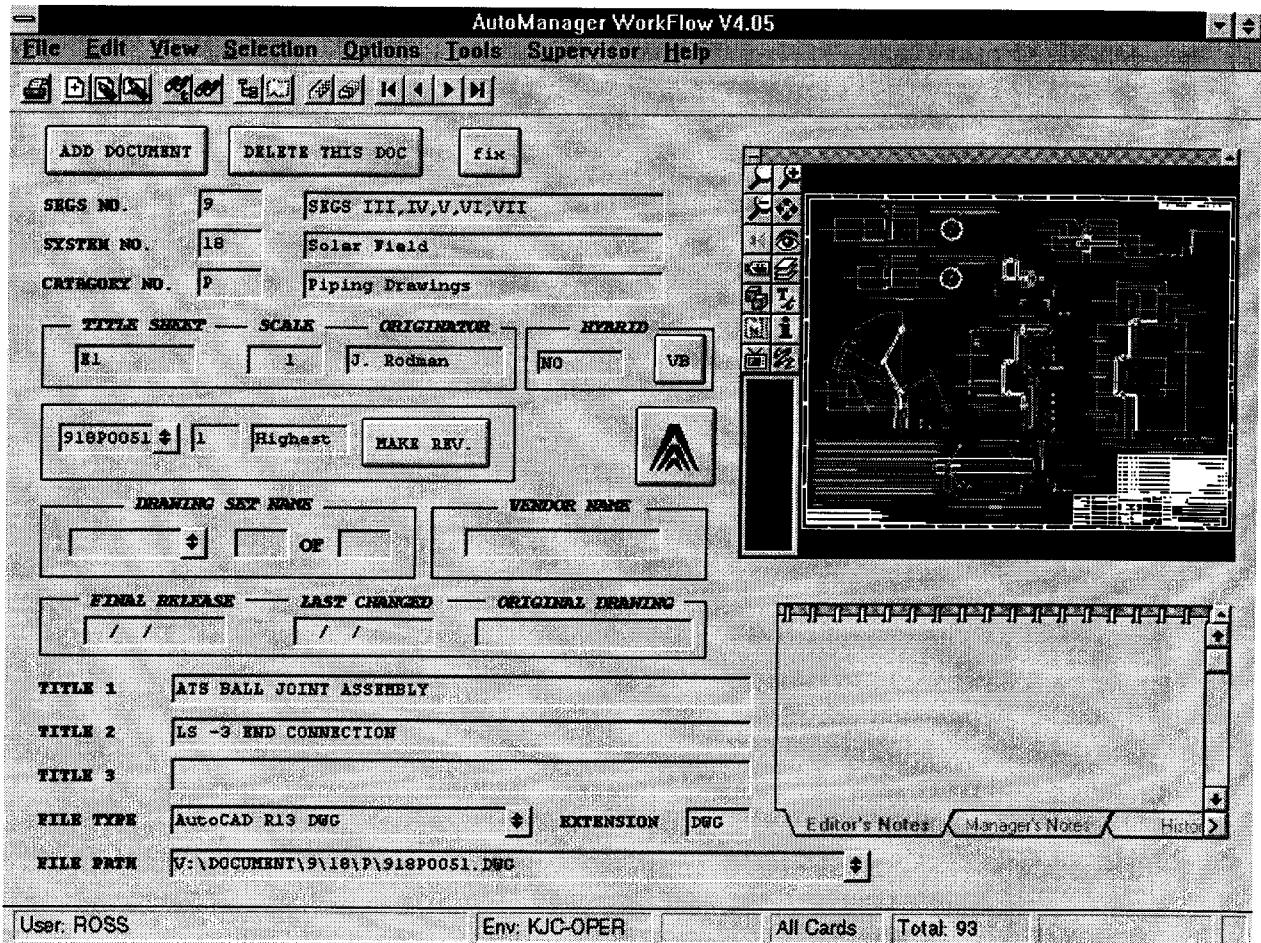 AutoManager WorkFlow V4.05
File Edit View Selection Options Tools Supervisor Help
ADD DOCUMENT DELETE THIS DOC fix
SEGS NO. 9 SEGS III,IV,V,VI,VII
SYSTEM NO. 18 Solar Field
CATAGORY NO. P Piping Drawings
TITLE SHEET SCALE ORIGINATOR HYBRID
E1 1 J. Rodman NO VB
918P0051 1 Highest MAKE REV.
DRAWING SET NAME VENDOR NAME
OF
FINAL RELEASE LAST CHANGED ORIGINAL DRAWING
/ / / /
TITLE 1 ATS BALL JOINT ASSEMBLY
TITLE 2 LS -3 END CONNECTION
TITLE 3
FILE TYPE AutoCAD R13 DWG EXTENSION DWG
Editor's Notes Manager's Notes Histor
FILE PATH V:\DOCUMENT\9\18\P\918P0051.DWG
User: ROSS Env: KJC-OPER All Cards Total: 93